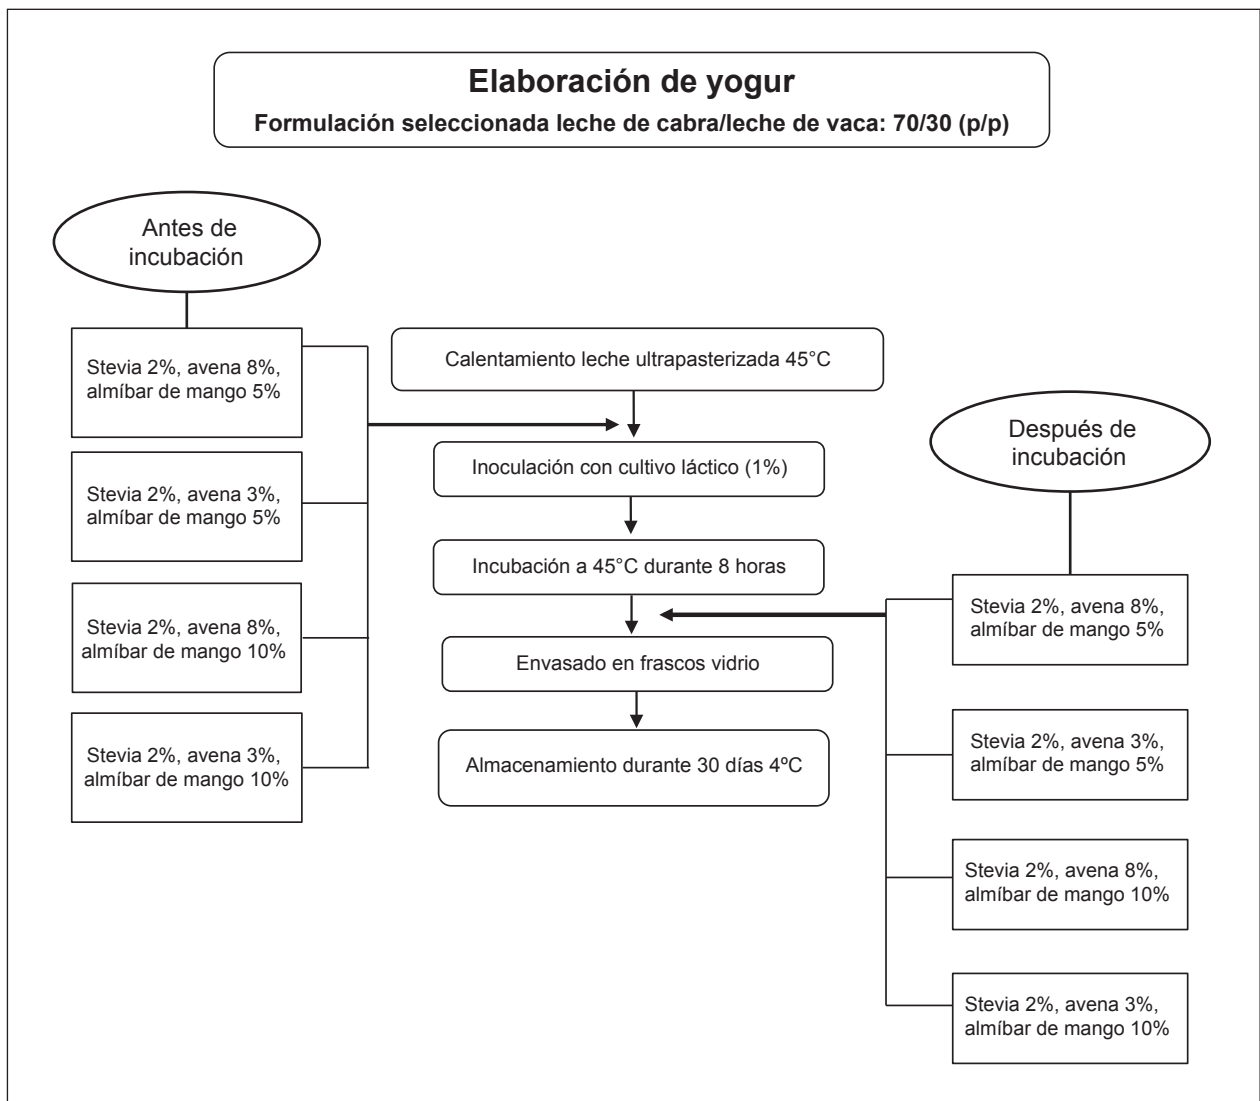 Elaboración de yogur
Formulación seleccionada leche de cabra/leche de vaca: 70/30 (p/p)
Antes de
incubación
Stevia 2%, avena 8%,
almíbar de mango 5%
Stevia 2%, avena 3%,
almíbar de mango 5%
Stevia 2%, avena 8%,
almíbar de mango 10%
Stevia 2%, avena 3%,
almíbar de mango 10%
Calentamiento leche ultrapasterizada 45°C
Inoculación con cultivo láctico (1%)
Incubación a 45°C durante 8 horas
Envasado en frascos vidrio
Almacenamiento durante 30 días 4ºC
Después de
incubación
Stevia 2%, avena 8%,
almíbar de mango 5%
Stevia 2%, avena 3%,
almíbar de mango 5%
Stevia 2%, avena 8%,
almíbar de mango 10%
Stevia 2%, avena 3%,
almíbar de mango 10%